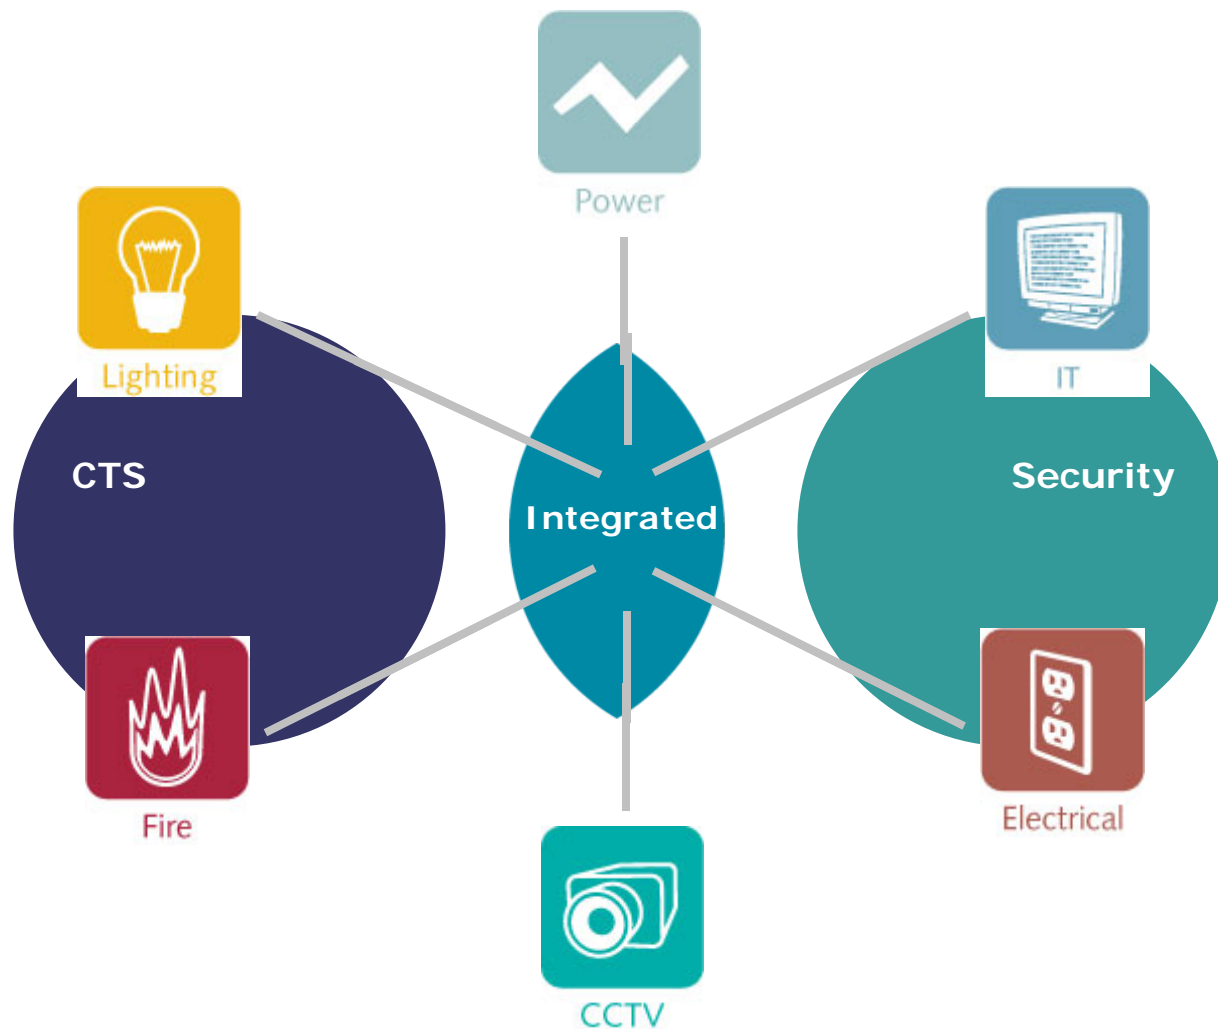 Power
Lighting
IT
CTS
Security
Integrated
Fire
Electrical
CCTV